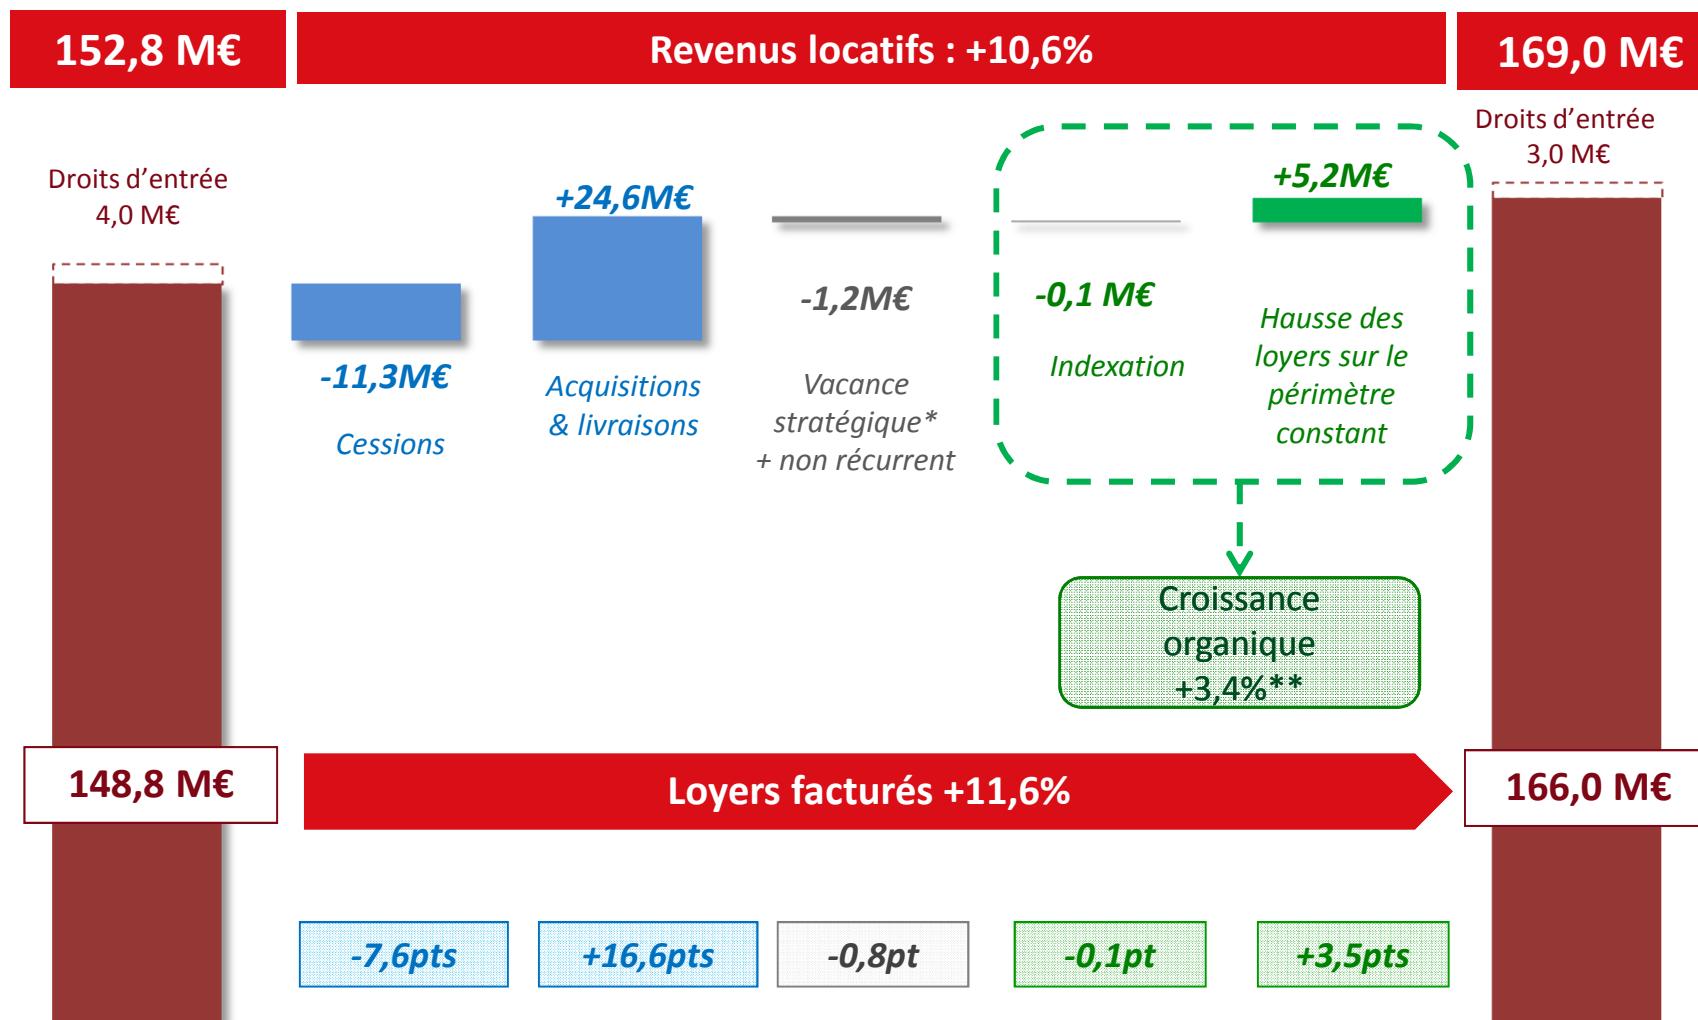 152,8 M€
Revenus locatifs : +10,6%
169,0 M€
Droits d'entrée
4,0 M€
Droits d'entrée
3,0 M€
+24,6M€
+5,2M€
-11,3M€
Cessions
Acquisitions
& livraisons
-1,2M€
Vacance
stratégique*
+ non récurrent
-0,1 M€
Indexation
Hausse des
loyers sur le
périmètre
constant
Croissance
organique
+3,4%**
148,8 M€
Loyers facturés +11,6%
166,0 M€
-7,6pts
+16,6pts
-0,8pt
-0,1pt
+3,5pts